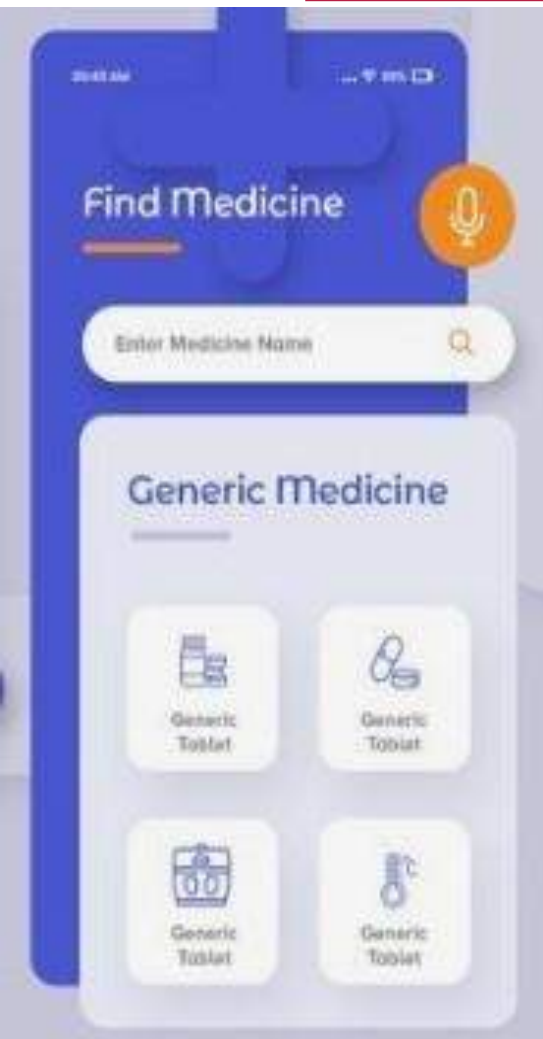 Find Medicine
Enter Medicine Name
Generic Medicine
Generic
Tablet
Generic
Tablet
Generic
Tablet
Generic
Tablet